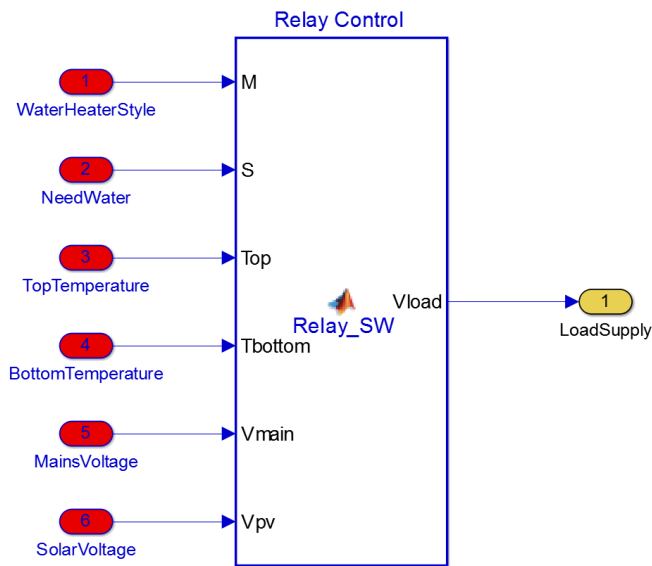 Relay Control
1
WaterHeaterStyle
M
2
NeedWater
S
3
TopTemperature
Top
4
BottomTemperature
Tbottom
5
MainsVoltage
Vmain
6
SolarVoltage
Vpv
Relay_SW
Vload
1
LoadSupply